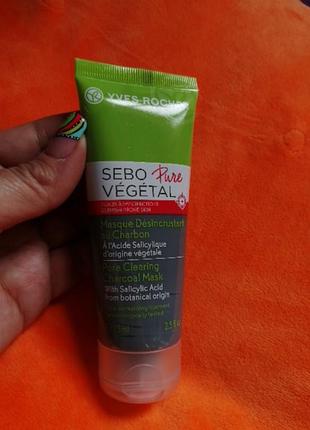 YVES ROCHER
SEBO Pure
VÉGÉTAL
Masque Désincrustant
au Charbon
À l'Acide Salicylique
d'origine végétale
Pore Clearing
Charcoal Mask
With Salicylic Acid
from botanical origin